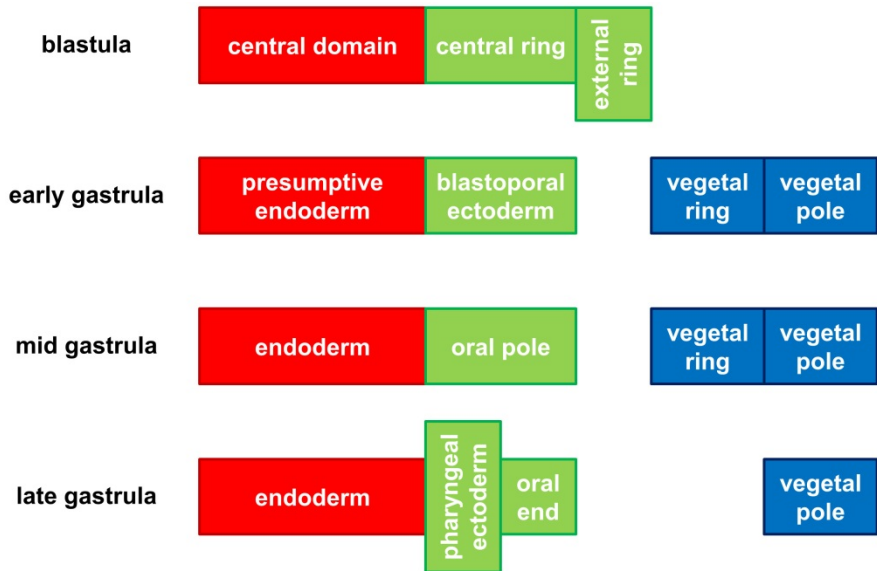 blastula
central domain
central ring
external
ring
early gastrula
presumptive
endoderm
blastoporal
ectoderm
vegetal
ring
vegetal
pole
mid gastrula
endoderm
oral pole
vegetal
ring
vegetal
pole
late gastrula
endoderm
pharyngeal
ectoderm
oral
end
vegetal
pole